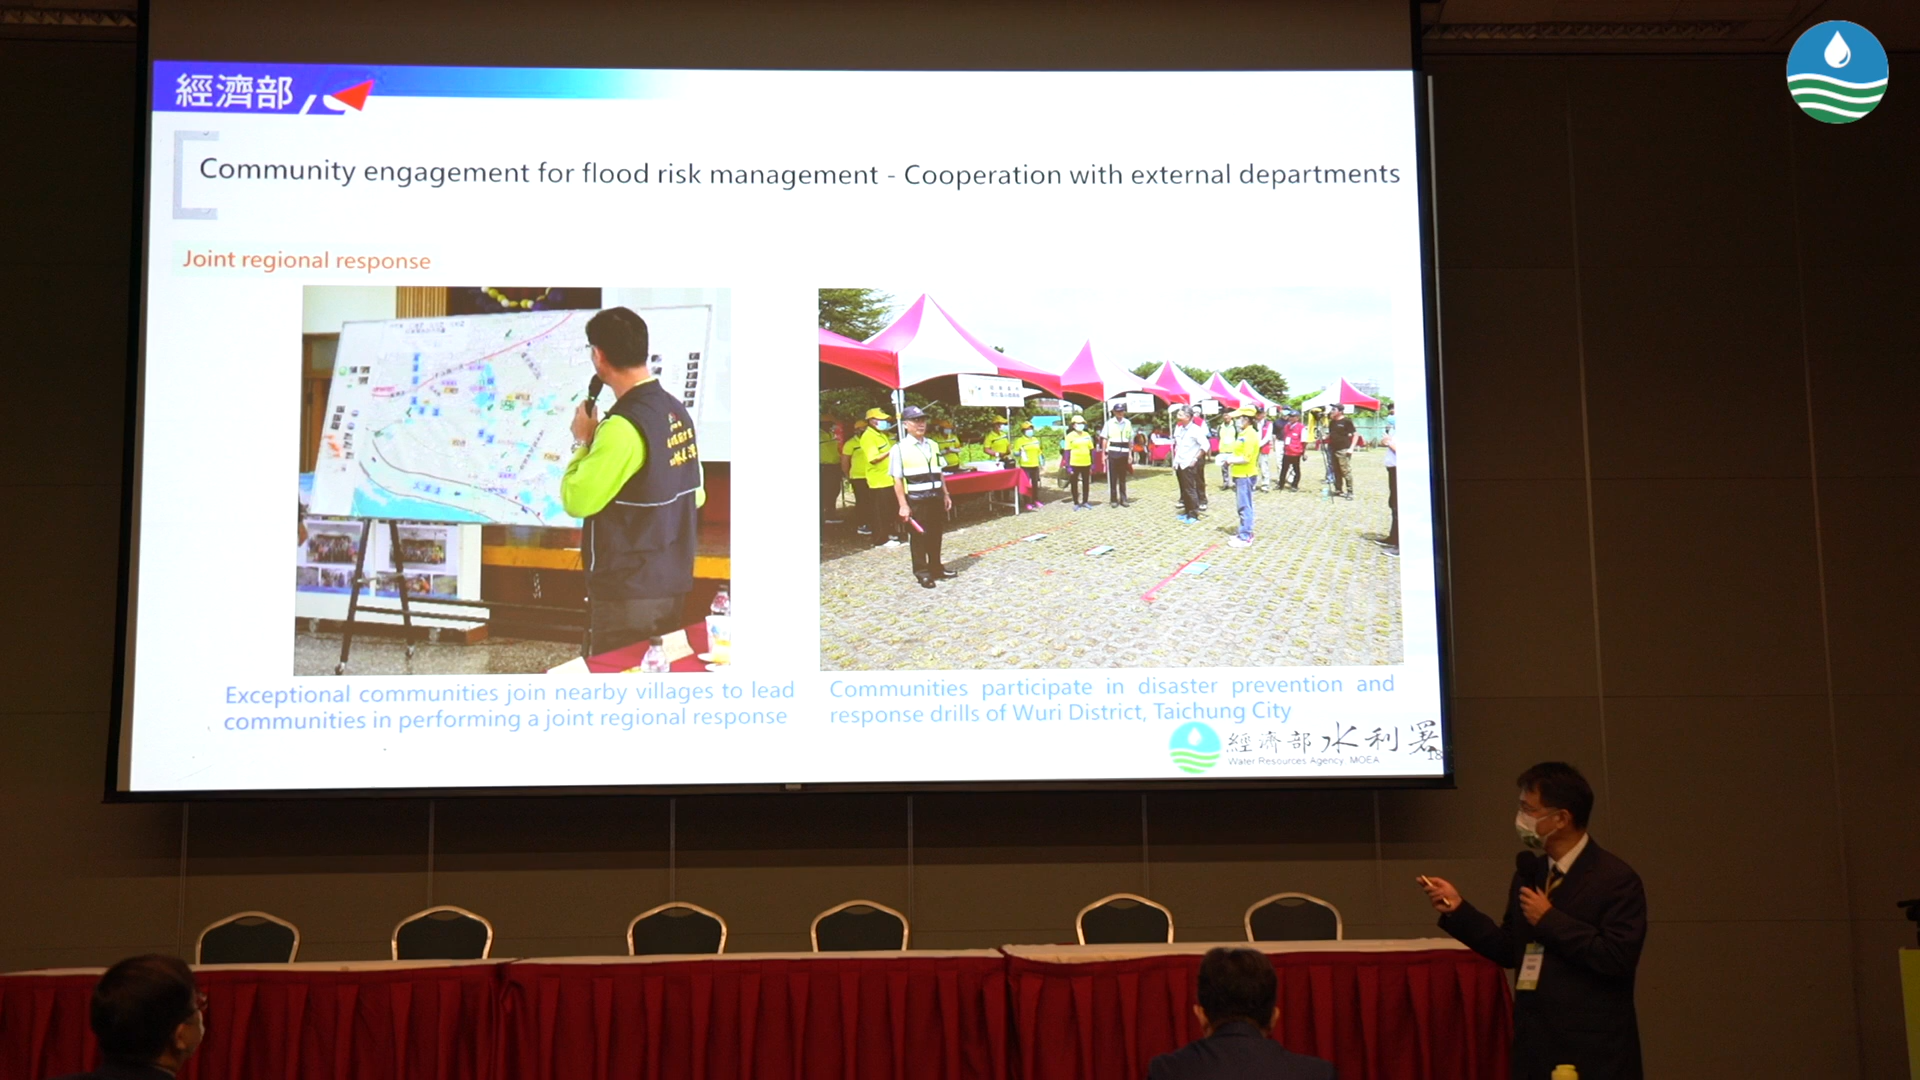 經濟部
Community engagement for flood risk management - Cooperation with external departments
Joint regional response
Exceptional communities join nearby villages to lead
communities in performing a joint regional response
Communities participate in disaster prevention and
response drills of Wuri District, Taichung City
經濟部水利署
Water Resources Agency MOEA
18